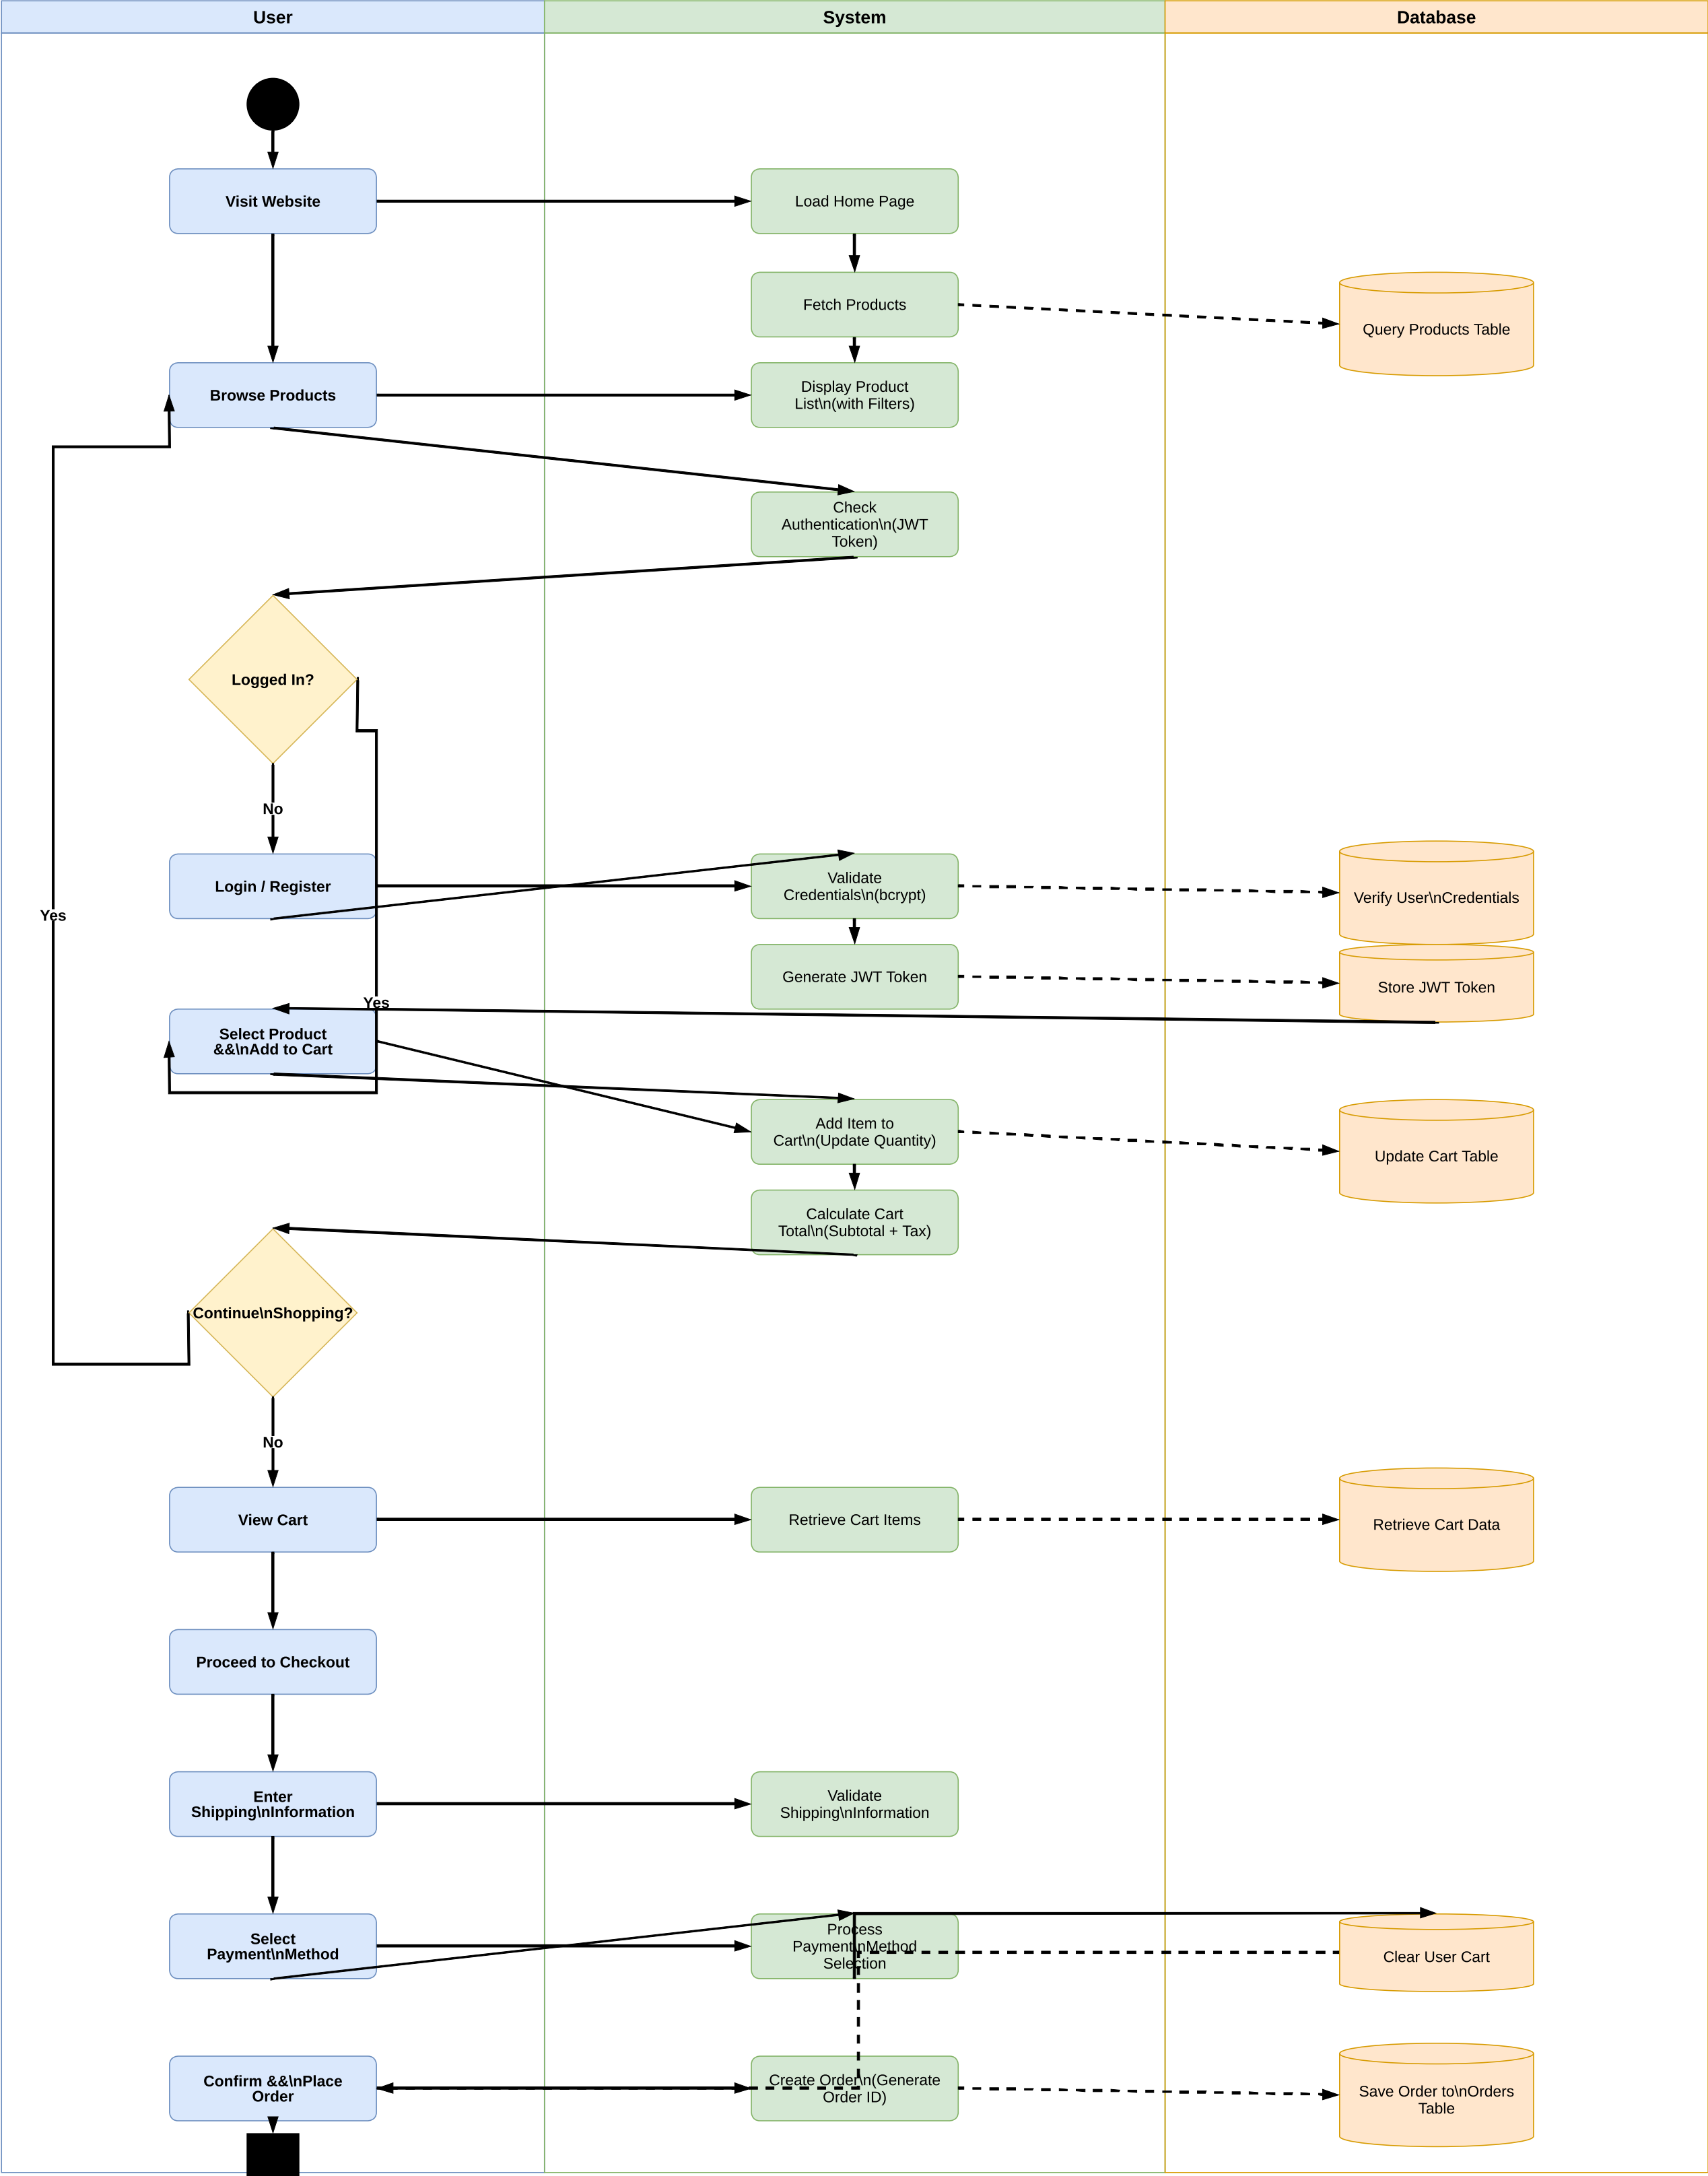 User
System
Database
Visit Website
Load Home Page
Fetch Products
Query Products Table
Browse Products
Display Product
List\n(with Filters)
Check
Authentication\n(JWT
Token)
Logged In?
No
Login / Register
Validate
Credentials\n(bcrypt)
Verify User\nCredentials
Yes
Generate JWT Token
Store JWT Token
Yes
Select Product
&&\nAdd to Cart
Add Item to
Cart\n(Update Quantity)
Update Cart Table
Calculate Cart
Total\n(Subtotal + Tax)
Continue\nShopping?
No
View Cart
Retrieve Cart Items
Retrieve Cart Data
Proceed to Checkout
Enter
Shipping\nInformation
Validate
Shipping\nInformation
Select
Payment\nMethod
Process
Payment\nMethod
Selection
Clear User Cart
Confirm &&\nPlace
Order
Create Order\n(Generate
Order ID)
Save Order to\nOrders
Table